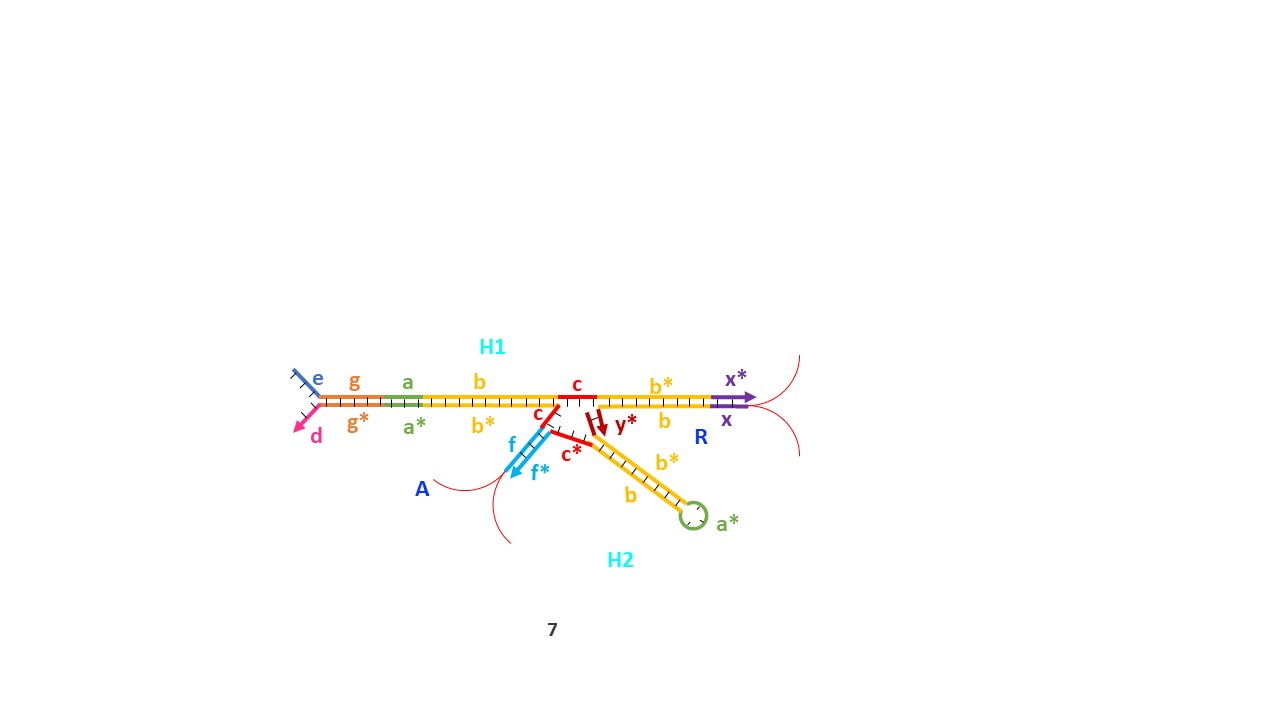 H1
e g a b c b* x*
d g* a* b* c y* b x
f f* c* R
A b b*
a*
H2
7